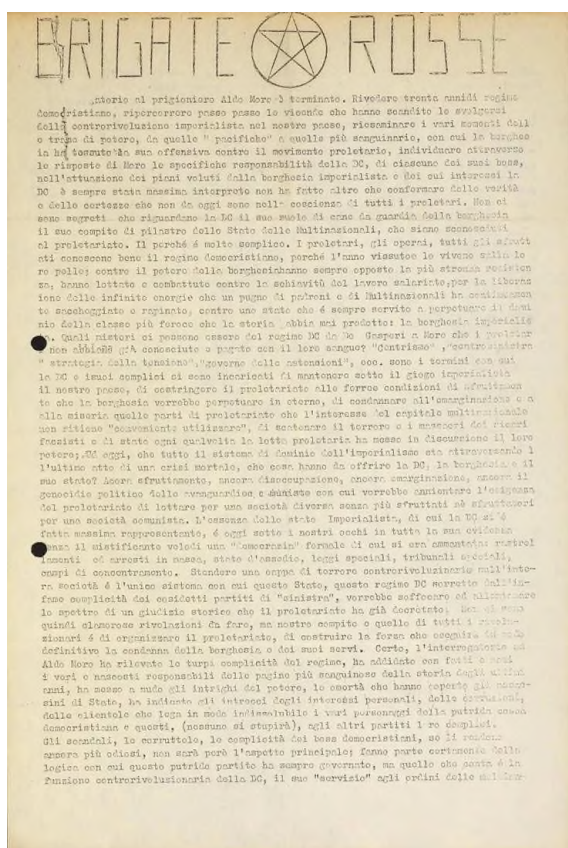 BRIGATE ROSSE
torio al prigioniero Aldo Moro è terminato. Rivedere trenta annidi regime
democristiano, ripercorrere passo passo le vicende che hanno scandito lo svolgersi
della controrivoluzione imperialista nel nostro paese, riesaminare i vari momenti dell
e trame di potere, da quelle " pacifiche" a quelle più sanguinarie, con cui la borghes
ia ha tessuto la sua offensiva contro il movimento proletario, individuare attraverso
le risposte di Moro le specifiche responsabilità della DC, di ciascuno dei suoi boss,
nell'attuazione dei piani voluti dalla borghesia imperialista e dei cui interessi la
DC è sempre stata massima interprete non ha fatto altro che confermare delle verità
e delle certezze che non da oggi sono nella coscienza di tutti i proletari. Non ci
sono segreti che riguardano la DC il suo ruolo di cane da guardia della borghesia
il suo compito di pilastro dello Stato delle Multinazionali, che siano sconosciuti
al proletariato. Il perché é molto semplice. I proletari, gli operai, tutti gli sfrutt
ati conoscono bene il regime democristiano, perché l'anno vissutoe lo vivono sulla lo
ro pelle; contro il potere della borghesiahanno sempre opposto la più strenua resisten
za, hanno lottato e combattuto contro la schiavitù del lavoro salariato,per la liberaz
ione delle infinite energie che un pugno di padroni e di Multinazionali ha
te saccheggiato e rapinato, contro uno stato che é sempre servito a perpetuare il domi
nio della classe più feroce che la storia abbia mai prodotto: la borghesia imperialis
ta. Quali misteri ci possono essere del regime DC da De Gasperi a Moro che i proletar
i non abbiano già conosciuto e pagato con il loro sangue? "Centrismo" ,"centrosinistra
" strategia della tensione","governo delle astensioni", ecc. sono i termini con cui
la DC e isuoi complici si sono incaricati di mantenere sotto il giogo imperialista
il nostro paese, di costringere il proletariato alle ferree condizioni di sfruttamen
to che la borghesia vorrebbe perpetuare in eterno, di condannare all'emarginazione e a
alla miseria quelle parti di proletariato che l'interesse del capitale multinazionale
non ritiene "conveniente utilizzare", di scatenare il terrore e i massacri dei sicari
fascisti e di stato ogni qualvolta la lotta proletaria ha messo in discussione il loro
potere; Ed oggi, che tutto il sistema di dominio dell'imperialismo sta attraversando l
l'ultimo atto di una crisi mortale, che cosa hanno da offrire la DC, la borghesia e il
suo stato? Ancora sfruttamento, ancora disoccupazione, ancora emarginazione, ancora il
genocidio politico delle avanguardie comuniste con cui vorrebbe annientare l'esigenza
del proletariato di lottare per una società diversa senza più sfruttati nè sfruttatori
per una società comunista. L'essenza dello stato Imperialista, di cui la DC si è
fatta massima rappresentante, é oggi sotto i nostri occhi in tutta la sua evidenza
senza il mistificante velodi una "democrazia" formale di cui si era ammantata: rastrel
lamenti ed arresti in massa, stato d'assedio, leggi speciali, tribunali speciali,
campi di concentramento. Stendere una cappa di terrore controrivoluzinario sull'inte-
ra società é l'unico sistema con cui questo Stato, questo regime DC sorretto dall'in-
fame complicità dei cosidetti partiti di "sinistra", vorrebbe soffocare ed allontanare
lo spettro di un giudizio storico che il proletariato ha già decretato. Non ci sono
quindi clamorose rivelazioni da fare, ma nostro compito e quello di tutti i rivolu-
zionari é di organizzare il proletariato, di costruire la forza che eseguirà in modo
definitivo la condanna della borghesia e dei suoi servi. Certo, l'interrogatorio ad
Aldo Moro ha rilevato le turpi complicità del regime, ha additato con fatti e nomi
i veri e nascosti responsabili delle pagine più sanguinose della storia degli ultimi
anni, ha messo a nudo gli intrighi del potere, le omertà che hanno coperto gli assas-
sini di Stato, ha indicato gli intrecci degli interessi personali, delle corruzione,
delle clientele che lega in modo indissolubile i vari personaggi della putrida cosca
democristiana e questi, (nessuno si stupirà), agli altri partiti l ro complici.
Gli scandali, le corruttele, le complicità dei boss democristiani, se li rendono
ancora più odiosi, non sarà però l'aspetto principale; fanno parte certamente della
logica con cui questo putrido partito ha sempre governato, ma quello che conta é la
funzione controrivoluzionaria della DC, il suo "servizio" agli ordini delle